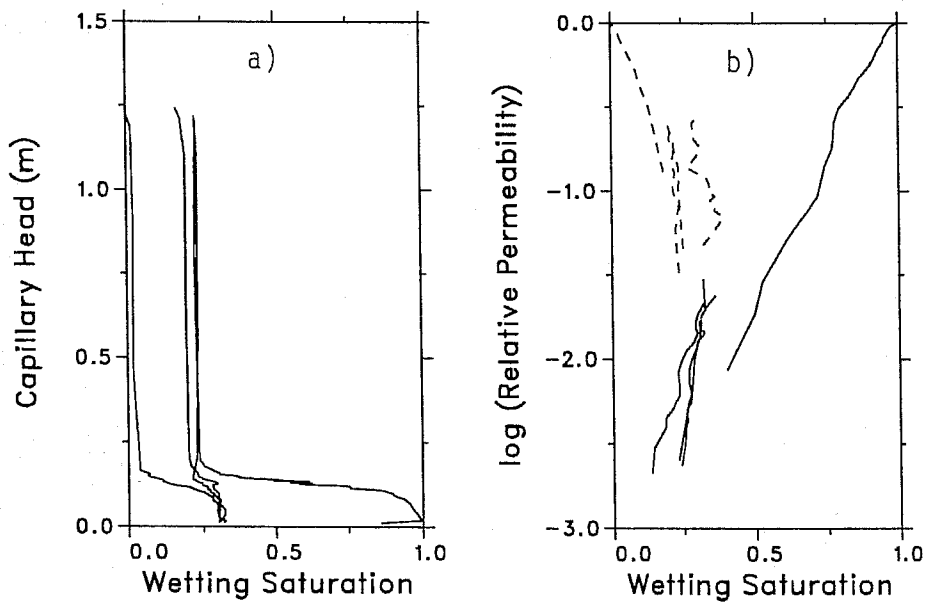 1.5
1.0
0.5
0.0
Capillary Head (m)
a)
0.0 0.5 1.0
Wetting Saturation
0.0
-1.0
-2.0
-3.0
log (Relative Permeability)
b)
0.0 0.5 1.0
Wetting Saturation